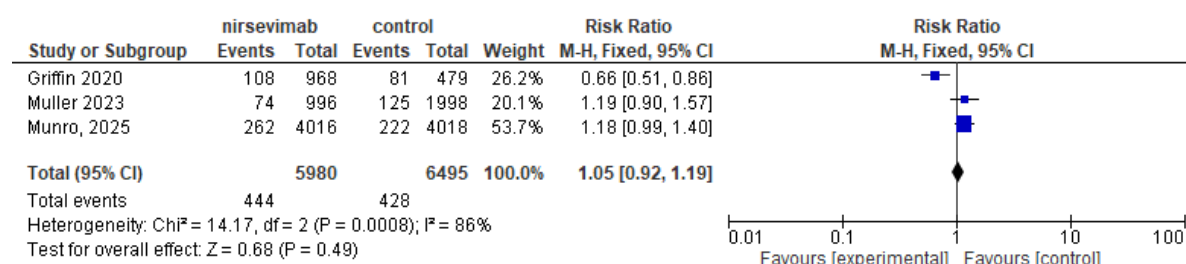 nirsevimab control Risk Ratio Risk Ratio
Study or Subgroup Events Total Events Total Weight M-H, Fixed, 95% CI M-H, Fixed, 95% CI
Griffin 2020 108 968 81 479 26.2% 0.66 [0.51, 0.86]
Muller 2023 74 996 125 1998 20.1% 1.19 [0.90, 1.57]
Munro, 2025 262 4016 222 4018 53.7% 1.18 [0.99, 1.40]
Total (95% CI) 5980 6495 100.0% 1.05 [0.92, 1.19]
Total events 444 428
Heterogeneity: Chi² = 14.17, df = 2 (P = 0.0008); I² = 86%
Test for overall effect: Z = 0.68 (P = 0.49)
0.01 0.1 1 10 100
Favours [experimental] Favours [control]